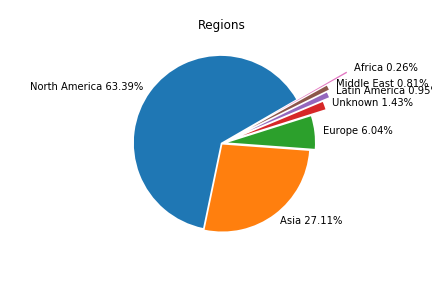 Regions
Africa 0.26%
Middle East 0.81%
Latin America 0.95
Unknown 1.43%
North America 63.39%
Europe 6.04%
Asia 27.11%